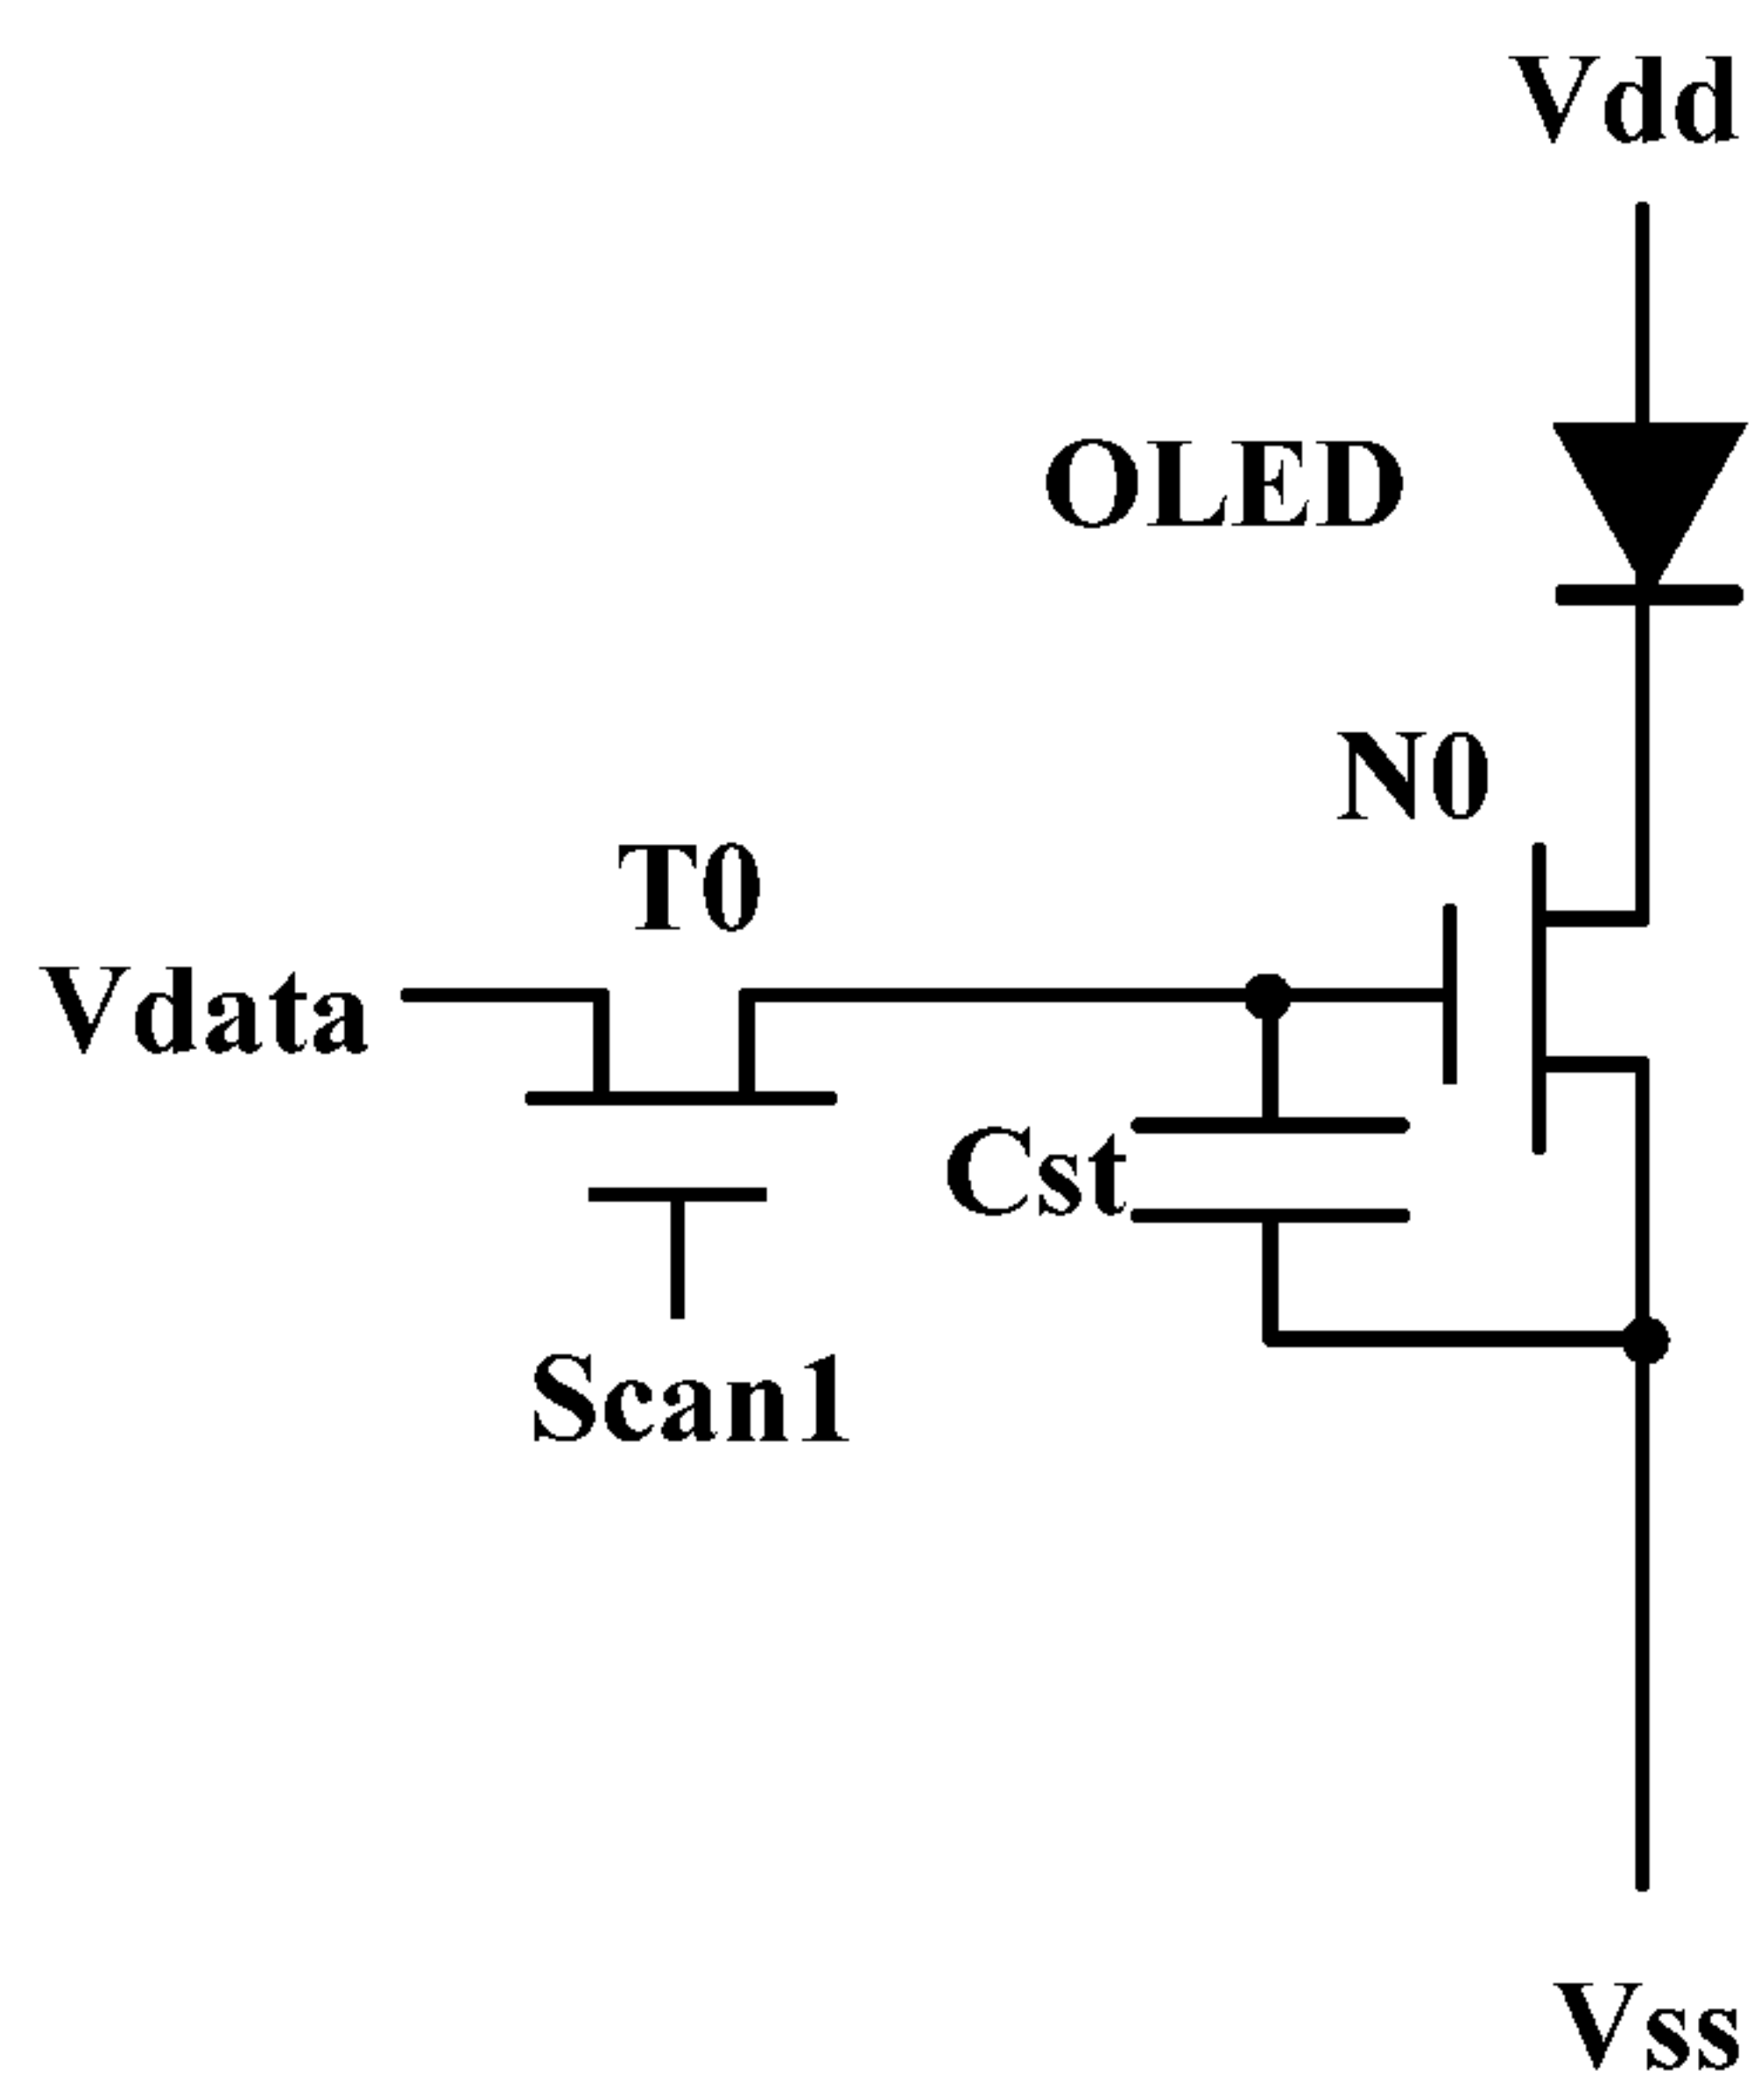 Vdd
OLED
N0
T0
Vdata
Cst
Scan1
Vss